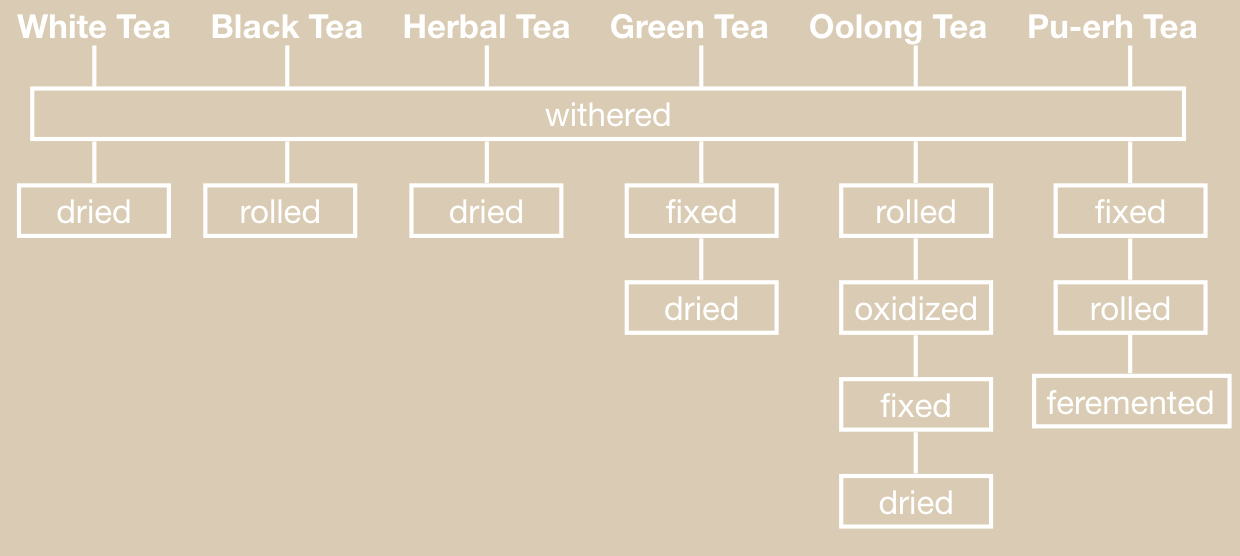 White Tea Black Tea Herbal Tea Green Tea Oolong Tea Pu-erh Tea
withered
dried rolled dried fixed rolled fixed
dried oxidized rolled
fixed feremented
dried